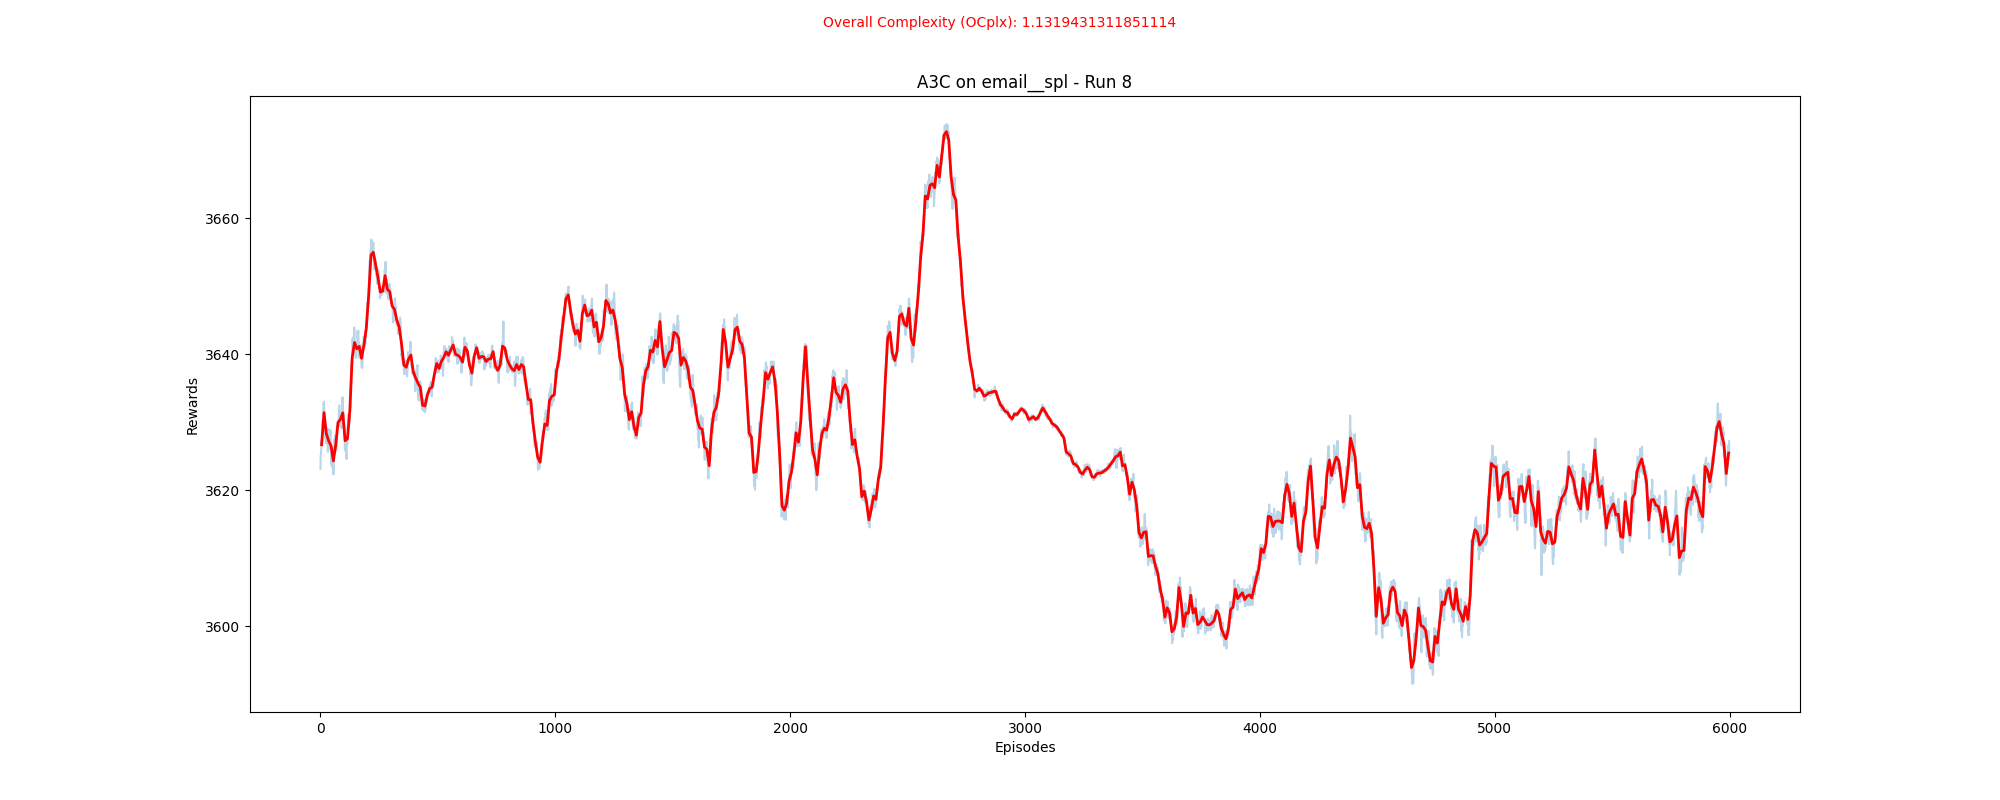 Overall Complexity (OCplx): 1.1319431311851114
A3C on email__spl - Run 8
Rewards
3660
3640
3620
3600
0 1000 2000 3000 4000 5000 6000
Episodes